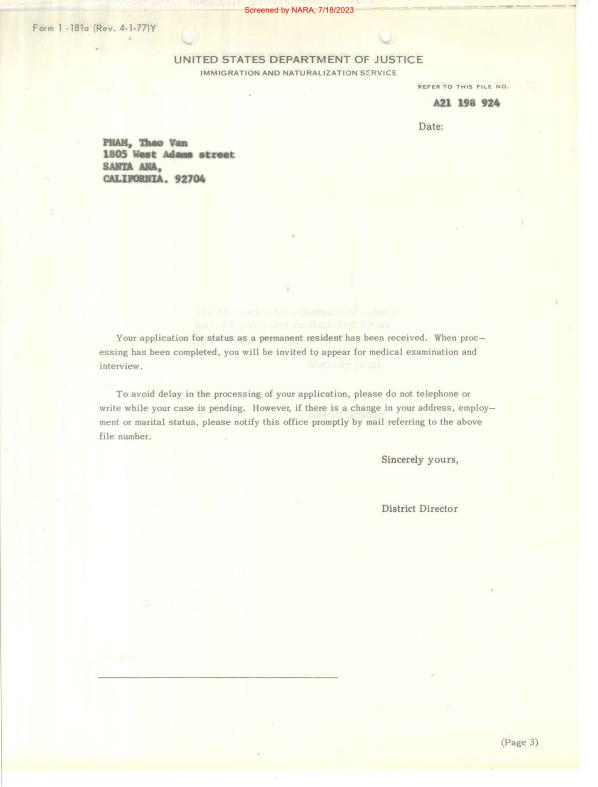 Screened by NARA, 7/18/2023
Form I-181a (Rev. 4-1-77)Y
UNITED STATES DEPARTMENT OF JUSTICE
IMMIGRATION AND NATURALIZATION SERVICE
REFER TO THIS FILE NO.
A21 198 924
Date:
PHAM, Thao Van
1805 West Adams street
SANTA ANA,
CALIFORNIA. 92704
Your application for status as a permanent resident has been received. When proc-
essing has been completed, you will be invited to appear for medical examination and
interview.
To avoid delay in the processing of your application, please do not telephone or
write while your case is pending. However, if there is a change in your address, employ-
ment or marital status, please notify this office promptly by mail referring to the above
file number.
Sincerely yours,
District Director
(Page 3)